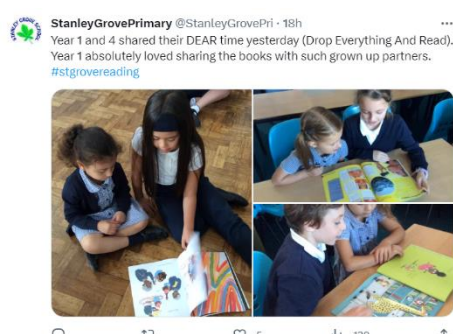 StanleyGrovePrimary @StanleyGrovePri · 18h
Year 1 and 4 shared their DEAR time yesterday (Drop Everything And Read).
Year 1 absolutely loved sharing the books with such grown up partners.
#stgrovereading